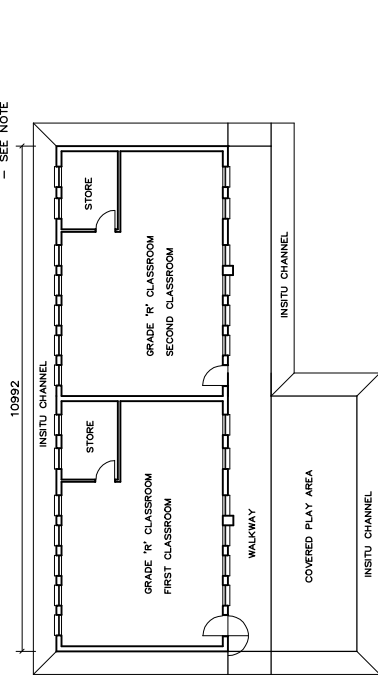 – SEE NOTE
10992
INSITU CHANNEL
STORE
GRADE 'R' CLASSROOM
SECOND CLASSROOM
STORE
GRADE 'R' CLASSROOM
FIRST CLASSROOM
WALKWAY
INSITU CHANNEL
COVERED PLAY AREA
INSITU CHANNEL